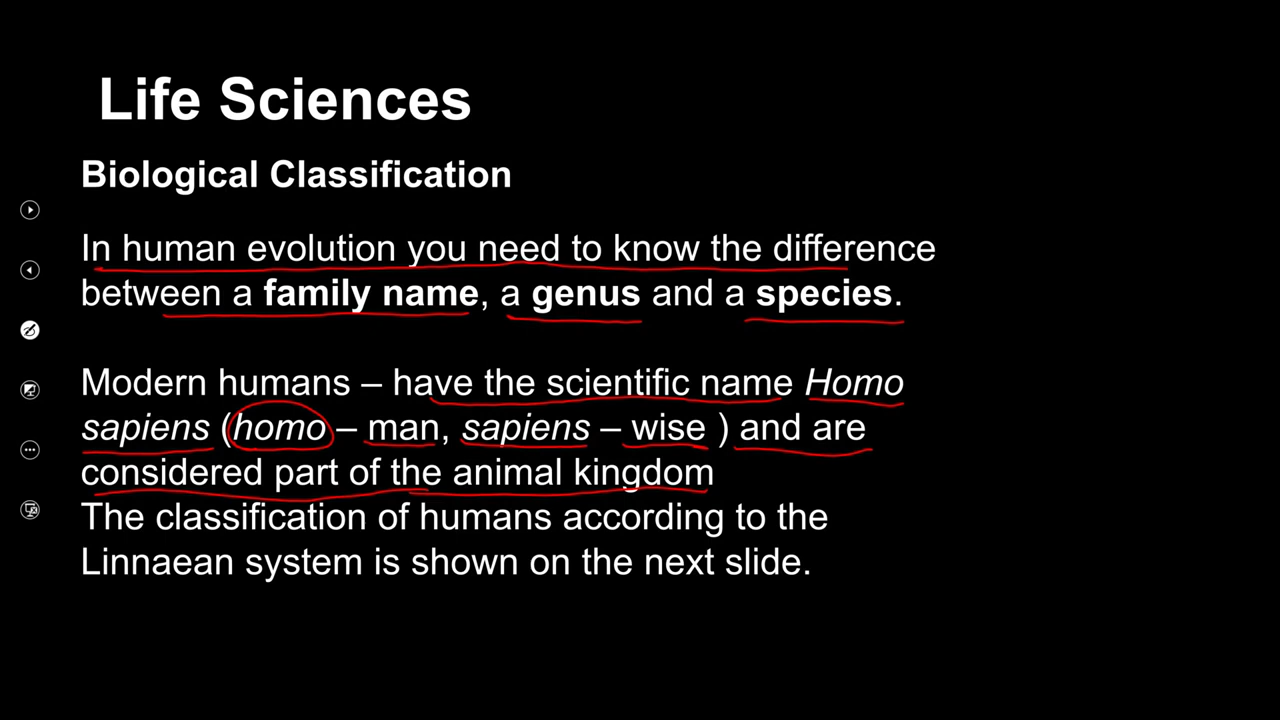 Life Sciences
Biological Classification
In human evolution you need to know the difference
between a family name, a genus and a species.
Modern humans – have the scientific name Homo
sapiens (homo – man, sapiens – wise ) and are
considered part of the animal kingdom
The classification of humans according to the
Linnaean system is shown on the next slide.